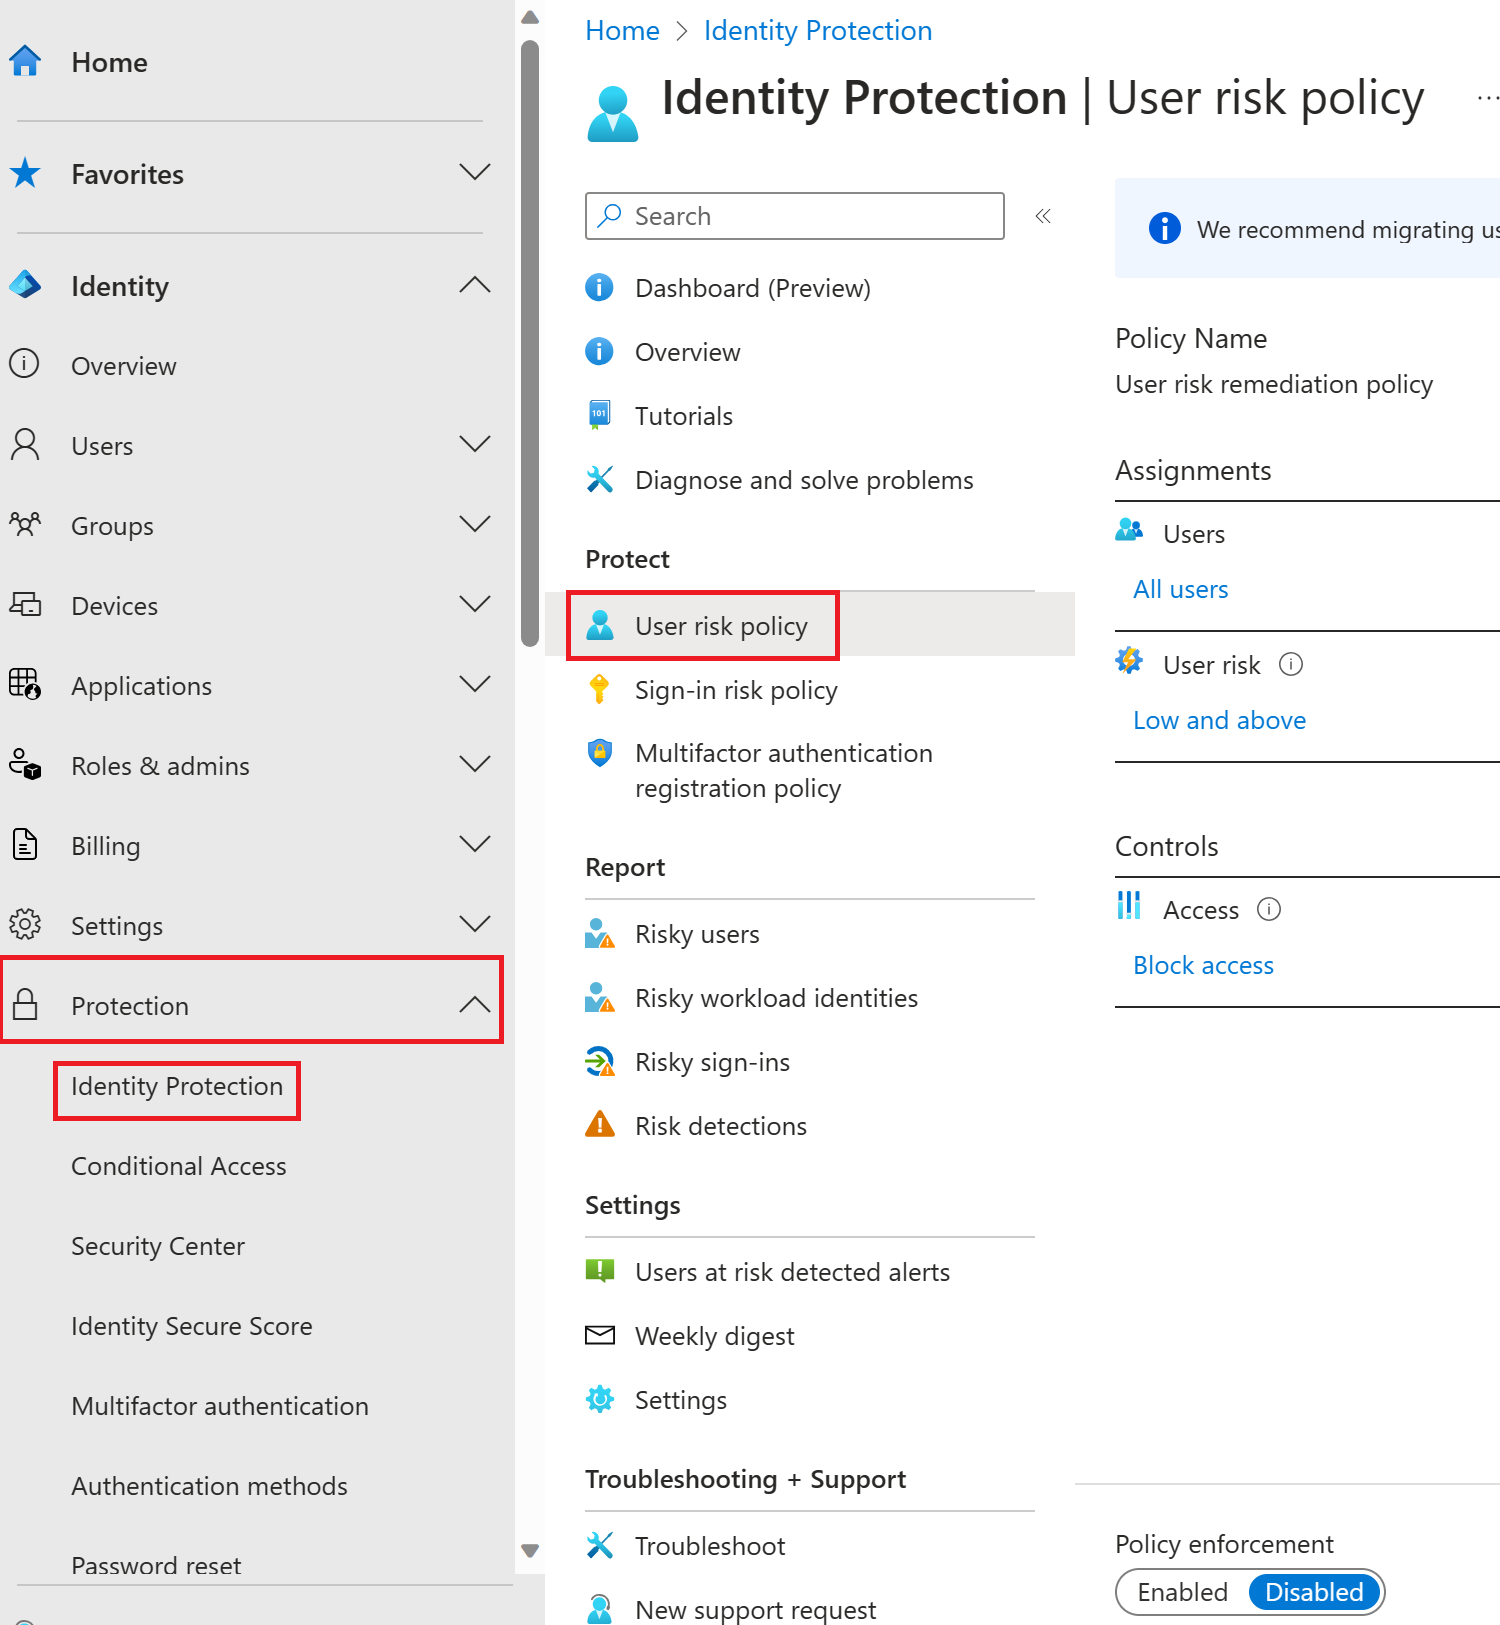 Home
Favorites
Identity
Overview
Users
Groups
Devices
Applications
Roles & admins
Billing
Settings
Protection
Identity Protection
Conditional Access
Security Center
Identity Secure Score
Multifactor authentication
Authentication methods
Password reset
Home > Identity Protection
Identity Protection | User risk policy ...
Search «
Dashboard (Preview)
Overview
101
Tutorials
Diagnose and solve problems
Protect
User risk policy
Sign-in risk policy
Multifactor authentication
registration policy
Report
Risky users
Risky workload identities
Risky sign-ins
Risk detections
Settings
Users at risk detected alerts
Weekly digest
Settings
Troubleshooting + Support
Troubleshoot
New support request
We recommend migrating us
Policy Name
User risk remediation policy
Assignments
Users
All users
User risk
Low and above
Controls
Access
Block access
Policy enforcement
Enabled Disabled